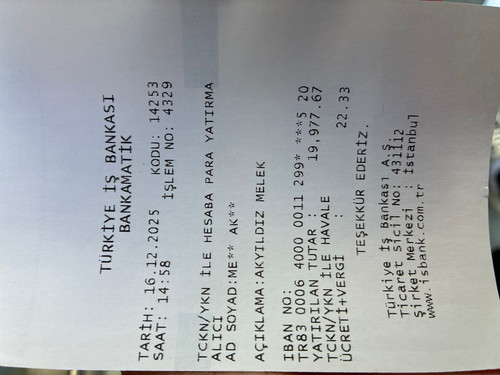 TÜRKİYE İŞ BANKASI
BANKAMATİK
TARİH: 16.12.2025 KODU: 14253
SAAT: 14:58 İŞLEM NO: 4329
TCKN/YKN İLE HESABA PARA YATIRMA
ALICI
AD SOYAD:ME** AK**
AÇIKLAMA:AKYILDIZ MELEK
IBAN NO:
TR83 0006 4000 0011 299* ***5 20
YATIRILAN TUTAR : 19,977.67
TCKN/YKN İLE HAVALE
ÜCRETİ+VERGİ : 22.33
TEŞEKKÜR EDERİZ.
Türkiye İş Bankası A.Ş.
Ticaret Sicil No: 431112
Şirket Merkezi : İstanbul
www.isbank.com.tr